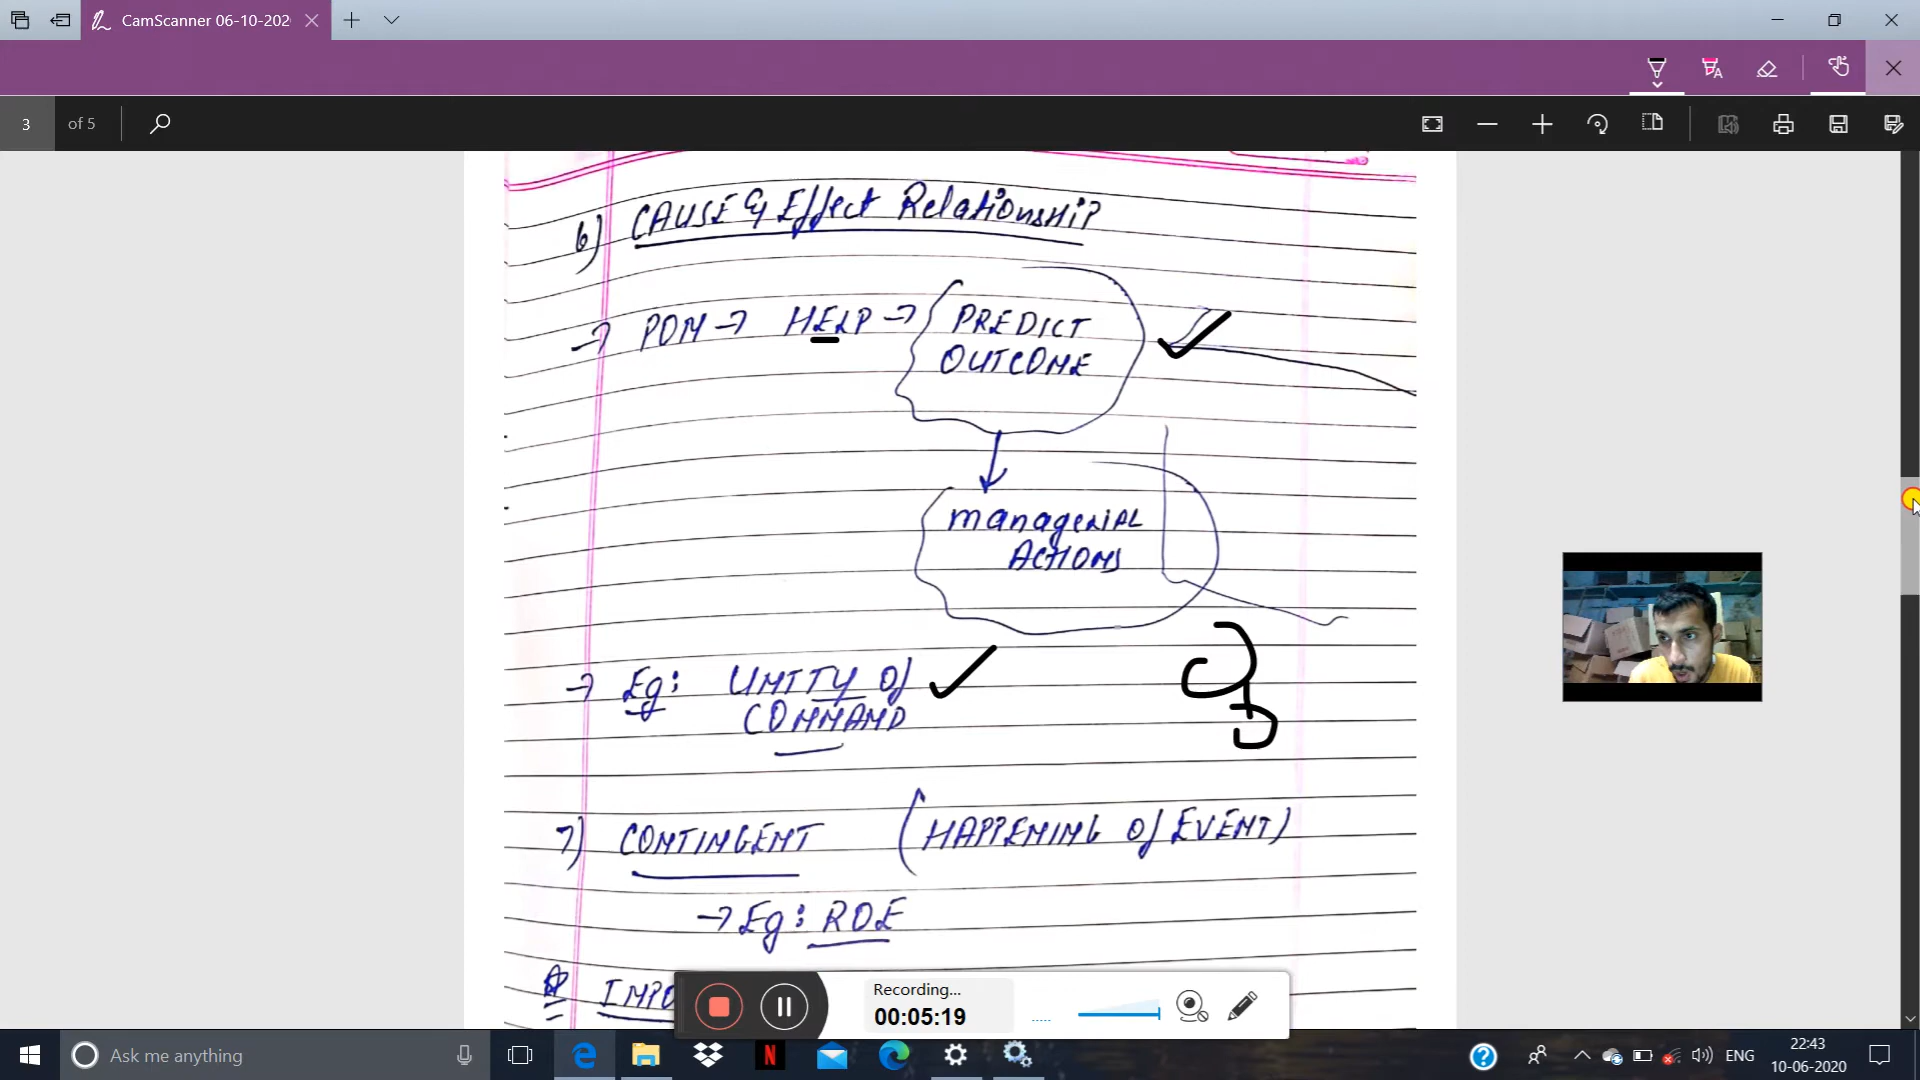 CamScanner 06-10-202
3 of 5
6) CAUSE & Effect RelationSHIP
→ POM → HELP → PREDICT
OUTCOME
managerial
ACTIONS
→ Eg: UNITY Of
COMMAND
7) CONTINGENT (HAPPENING Of EVENT)
→ Eg: ROE
IMPO
Recording...
00:05:19
Ask me anything
ENG
22:43
10-06-2020